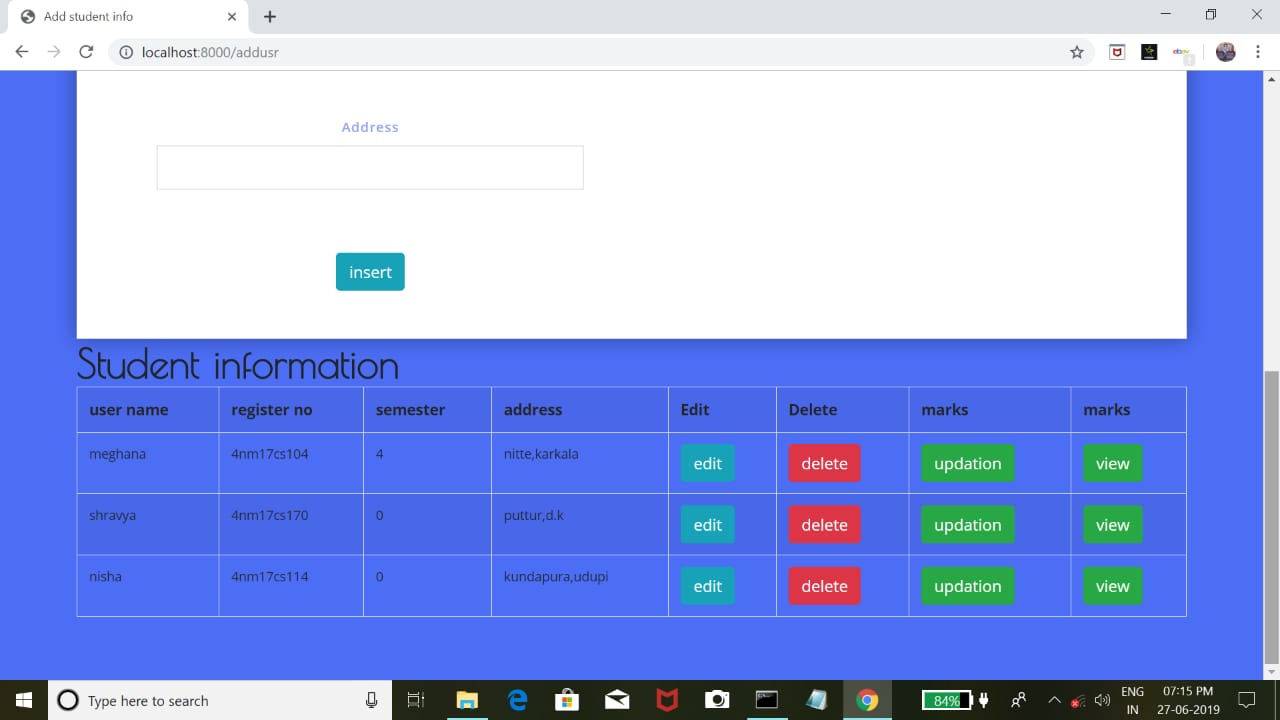 Add student info
localhost:8000/addusr
Address
insert
Student information
user name register no semester address Edit Delete marks marks
meghana 4nm17cs104 4 nitte,karkala edit delete updation view
shravya 4nm17cs170 0 puttur,d.k edit delete updation view
nisha 4nm17cs114 0 kundapura,udupi edit delete updation view
Type here to search
84%
ENG
IN
07:15 PM
27-06-2019